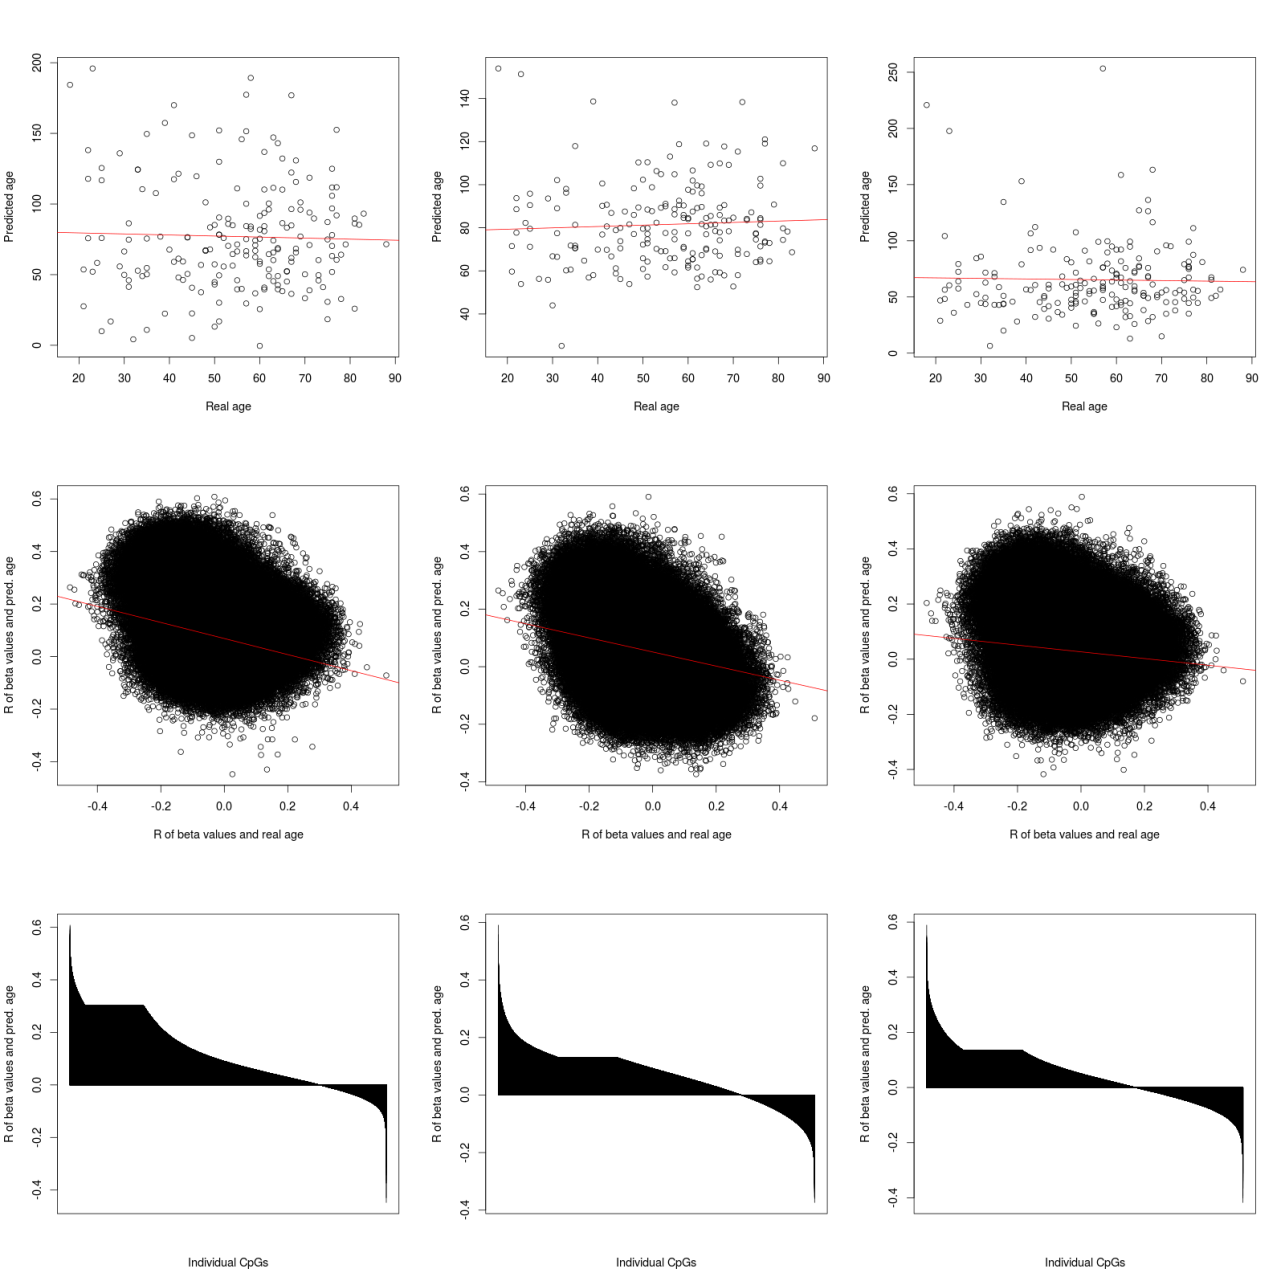 Predicted age
0 50 100 150 200
20 30 40 50 60 70 80 90
Real age
Predicted age
40 60 80 100 120 140
20 30 40 50 60 70 80 90
Real age
Predicted age
0 50 100 150 200 250
20 30 40 50 60 70 80 90
Real age
R of beta values and pred. age
-0.4 -0.2 0.0 0.2 0.4 0.6
-0.4 -0.2 0.0 0.2 0.4
R of beta values and real age
R of beta values and pred. age
-0.4 -0.2 0.0 0.2 0.4 0.6
-0.4 -0.2 0.0 0.2 0.4
R of beta values and real age
R of beta values and pred. age
-0.4 -0.2 0.0 0.2 0.4 0.6
-0.4 -0.2 0.0 0.2 0.4
R of beta values and real age
R of beta values and pred. age
-0.4 -0.2 0.0 0.2 0.4 0.6
Individual CpGs
R of beta values and pred. age
-0.4 -0.2 0.0 0.2 0.4 0.6
Individual CpGs
R of beta values and pred. age
-0.4 -0.2 0.0 0.2 0.4 0.6
Individual CpGs